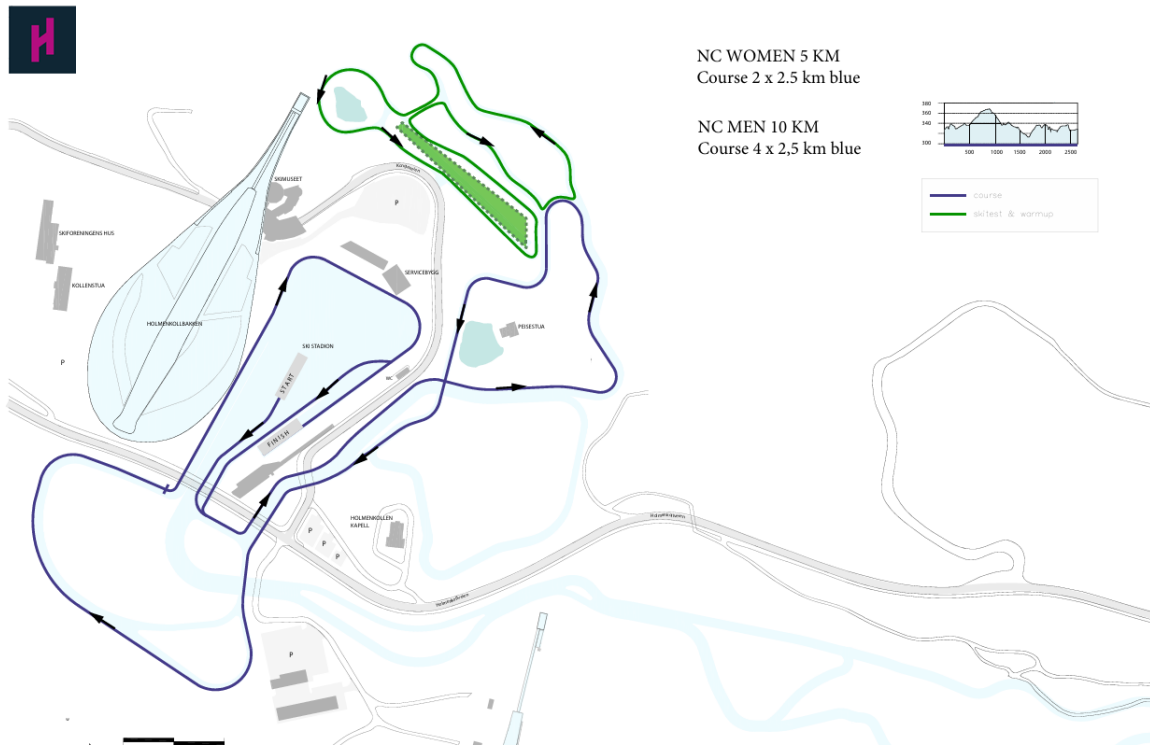 NC WOMEN 5 KM
Course 2 x 2.5 km blue
NC MEN 10 KM
Course 4 x 2,5 km blue
380
360
340
300
500
1000
1500
2000
2500
course
skitest & warmup
SKIMUSEET
P
SKIFORENINGENS HUS
SERVICEBYGG
KOLLENSTUA
HOLMENKOLLBAKKEN
PEISESTUA
SKI STADION
P
WC
START
FINISH
HOLMENKOLLEN
KAPELL
P
P
P
P